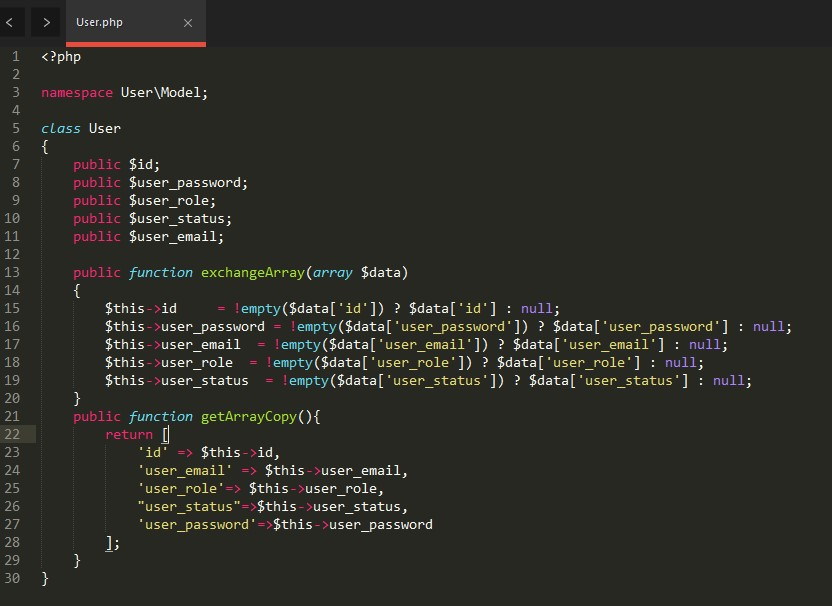 < > User.php ×
1 <?php
2
3 namespace User\Model;
4
5 class User
6 {
7     public $id;
8     public $user_password;
9     public $user_role;
10     public $user_status;
11     public $user_email;
12
13     public function exchangeArray(array $data)
14     {
15         $this->id     = !empty($data['id']) ? $data['id'] : null;
16         $this->user_password = !empty($data['user_password']) ? $data['user_password'] : null;
17         $this->user_email  = !empty($data['user_email']) ? $data['user_email'] : null;
18         $this->user_role  = !empty($data['user_role']) ? $data['user_role'] : null;
19         $this->user_status  = !empty($data['user_status']) ? $data['user_status'] : null;
20     }
21     public function getArrayCopy(){
22         return [
23             'id' => $this->id,
24             'user_email' => $this->user_email,
25             'user_role'=> $this->user_role,
26             "user_status"=>$this->user_status,
27             'user_password'=>$this->user_password
28         ];
29     }
30 }